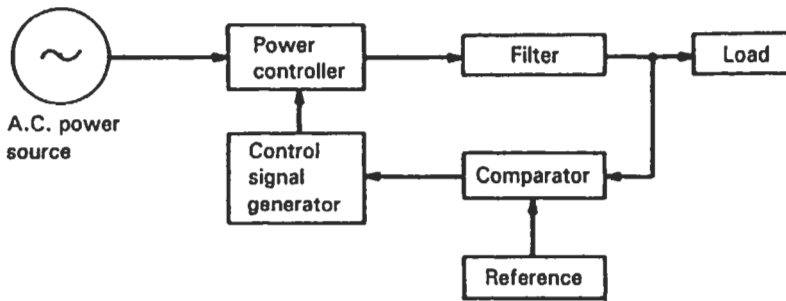 Power
controller
Filter
Load
A.C. power
source
Control
signal
generator
Comparator
Reference